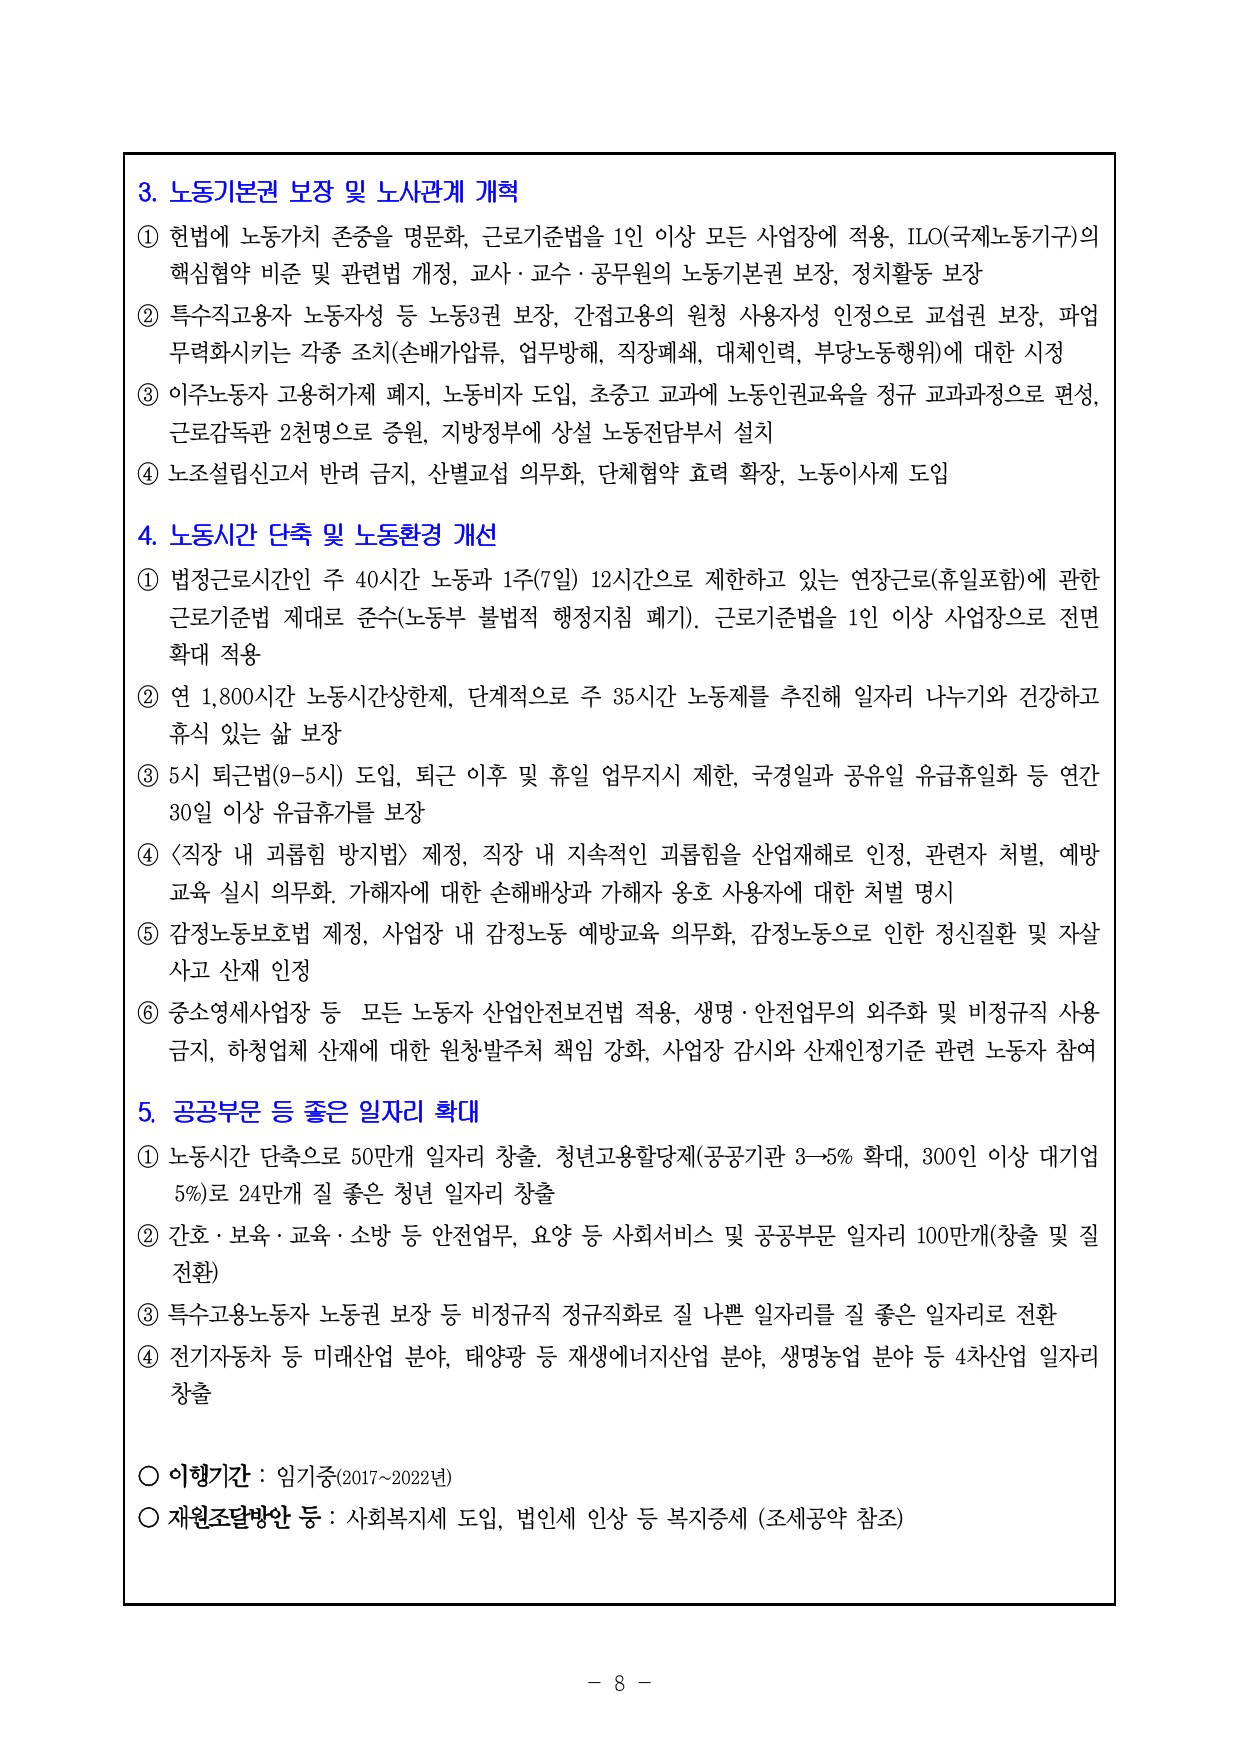 3. 노동기본권 보장 및 노사관계 개혁
① 헌법에 노동가치 존중을 명문화, 근로기준법을 1인 이상 모든 사업장에 적용, ILO(국제노동기구)의
핵심협약 비준 및 관련법 개정, 교사·교수·공무원의 노동기본권 보장, 정치활동 보장
② 특수직고용자 노동자성 등 노동3권 보장, 간접고용의 원청 사용자성 인정으로 교섭권 보장, 파업
무력화시키는 각종 조치(손배가압류, 업무방해, 직장폐쇄, 대체인력, 부당노동행위)에 대한 시정
③ 이주노동자 고용허가제 폐지, 노동비자 도입, 초중고 교과에 노동인권교육을 정규 교과과정으로 편성,
근로감독관 2천명으로 증원, 지방정부에 상설 노동전담부서 설치
④ 노조설립신고서 반려 금지, 산별교섭 의무화, 단체협약 효력 확장, 노동이사제 도입
4. 노동시간 단축 및 노동환경 개선
① 법정근로시간인 주 40시간 노동과 1주(7일) 12시간으로 제한하고 있는 연장근로(휴일포함)에 관한
근로기준법 제대로 준수(노동부 불법적 행정지침 폐기). 근로기준법을 1인 이상 사업장으로 전면
확대 적용
② 연 1,800시간 노동시간상한제, 단계적으로 주 35시간 노동제를 추진해 일자리 나누기와 건강하고
휴식 있는 삶 보장
③ 5시 퇴근법(9-5시) 도입, 퇴근 이후 및 휴일 업무지시 제한, 국경일과 공유일 유급휴일화 등 연간
30일 이상 유급휴가를 보장
④ 〈직장 내 괴롭힘 방지법〉 제정, 직장 내 지속적인 괴롭힘을 산업재해로 인정, 관련자 처벌, 예방
교육 실시 의무화. 가해자에 대한 손해배상과 가해자 옹호 사용자에 대한 처벌 명시
⑤ 감정노동보호법 제정, 사업장 내 감정노동 예방교육 의무화, 감정노동으로 인한 정신질환 및 자살
사고 산재 인정
⑥ 중소영세사업장 등 모든 노동자 산업안전보건법 적용, 생명·안전업무의 외주화 및 비정규직 사용
금지, 하청업체 산재에 대한 원청·발주처 책임 강화, 사업장 감시와 산재인정기준 관련 노동자 참여
5. 공공부문 등 좋은 일자리 확대
① 노동시간 단축으로 50만개 일자리 창출. 청년고용할당제(공공기관 3→5% 확대, 300인 이상 대기업
5%)로 24만개 질 좋은 청년 일자리 창출
② 간호·보육·교육·소방 등 안전업무, 요양 등 사회서비스 및 공공부문 일자리 100만개(창출 및 질
전환)
③ 특수고용노동자 노동권 보장 등 비정규직 정규직화로 질 나쁜 일자리를 질 좋은 일자리로 전환
④ 전기자동차 등 미래산업 분야, 태양광 등 재생에너지산업 분야, 생명농업 분야 등 4차산업 일자리
창출
○ 이행기간 : 임기중(2017~2022년)
○ 재원조달방안 등 : 사회복지세 도입, 법인세 인상 등 복지증세 (조세공약 참조)
- 8 -